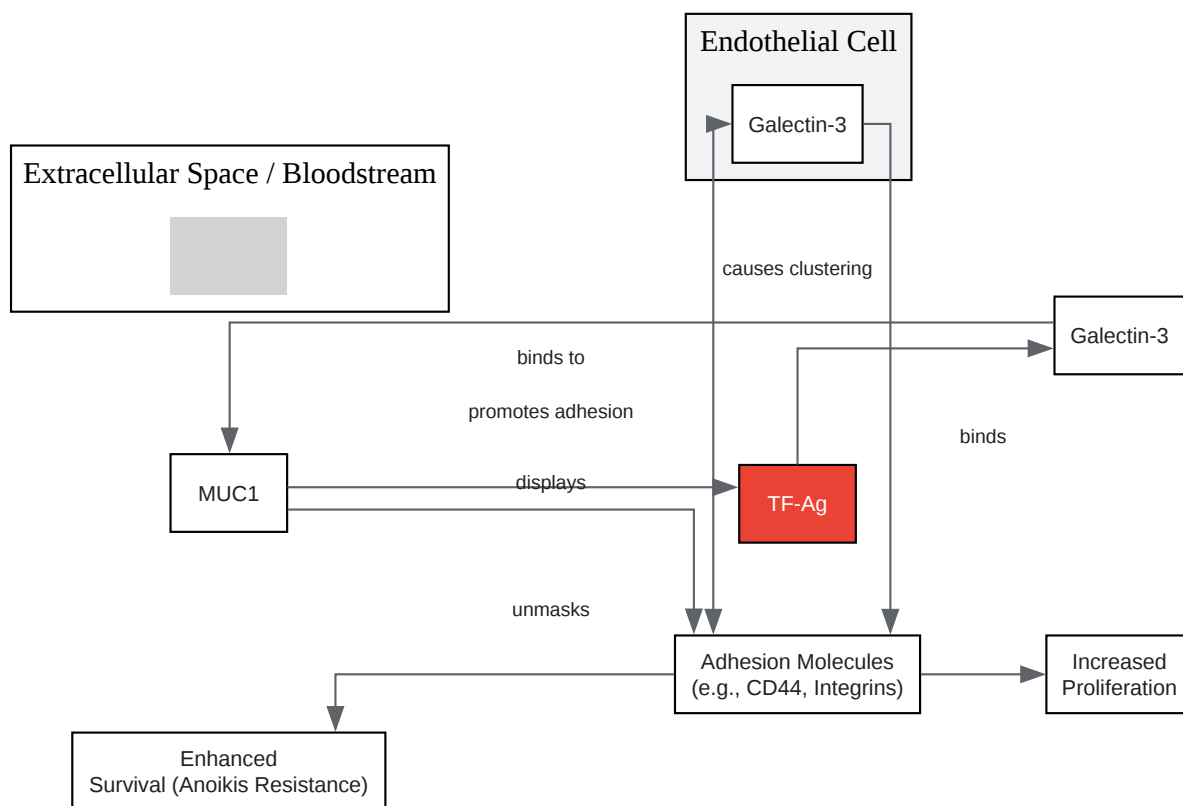 Endothelial Cell
Galectin-3
Extracellular Space / Bloodstream
causes clustering
Galectin-3
binds to
promotes adhesion
binds
MUC1
displays
TF-Ag
unmasks
Adhesion Molecules
(e.g., CD44, Integrins)
Increased
Proliferation
Enhanced
Survival (Anoikis Resistance)